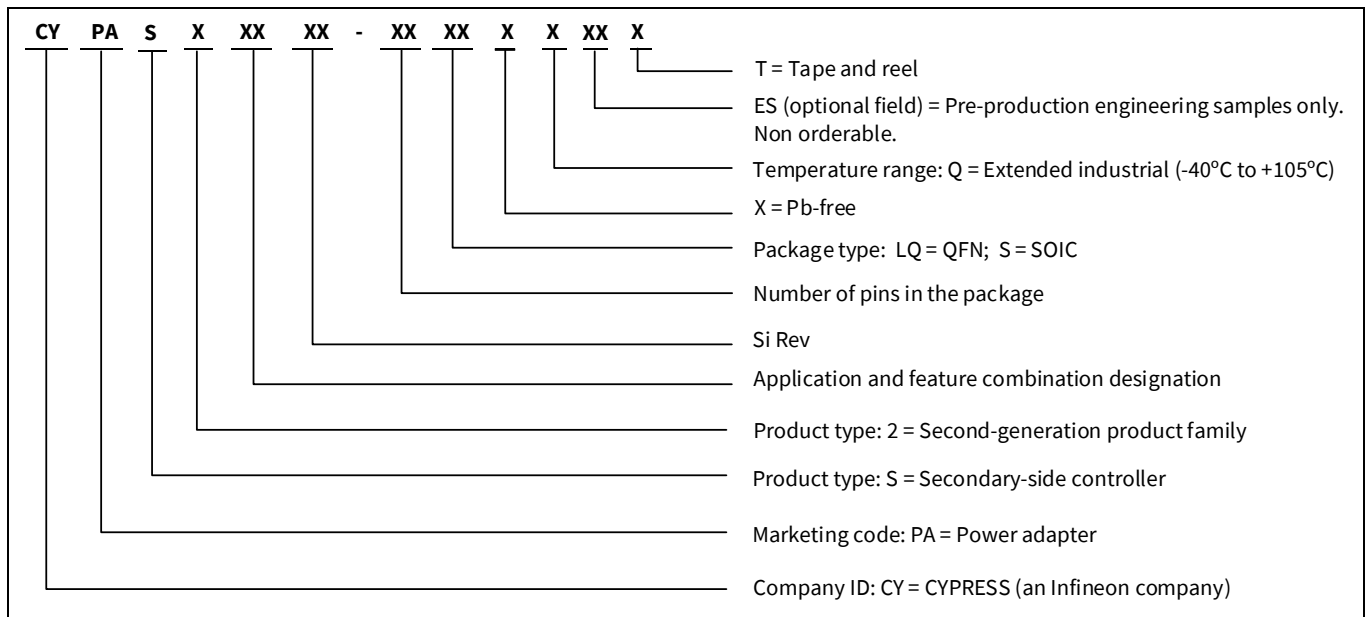 CY PA S X XX XX - XX XX X X XX X
T = Tape and reel
ES (optional field) = Pre-production engineering samples only.
Non orderable.
Temperature range: Q = Extended industrial (-40°C to +105°C)
X = Pb-free
Package type: LQ = QFN; S = SOIC
Number of pins in the package
Si Rev
Application and feature combination designation
Product type: 2 = Second-generation product family
Product type: S = Secondary-side controller
Marketing code: PA = Power adapter
Company ID: CY = CYPRESS (an Infineon company)